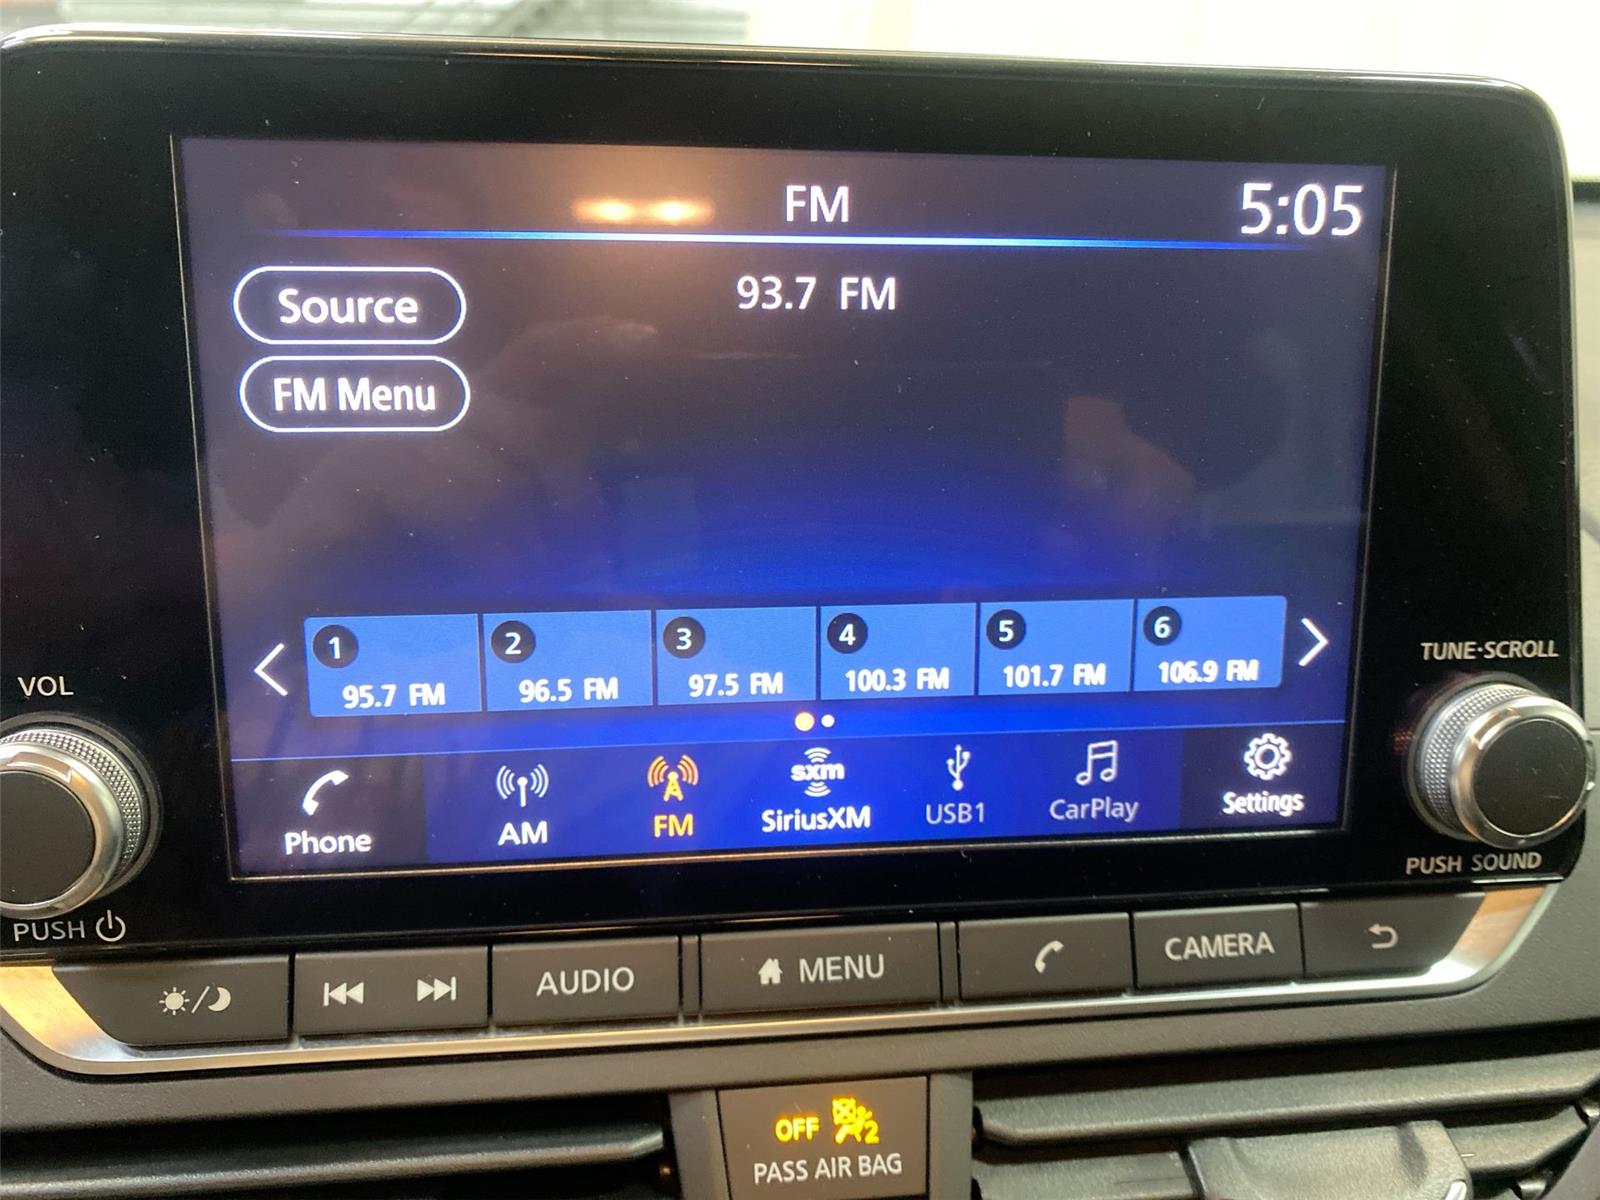 FM
5:05
Source
93.7 FM
FM Menu
1
95.7 FM
2
96.5 FM
3
97.5 FM
4
100.3 FM
5
101.7 FM
6
106.9 FM
VOL
TUNE·SCROLL
Phone
AM
FM
sxm
SiriusXM
USB1
CarPlay
Settings
PUSH
PUSH SOUND
AUDIO
MENU
CAMERA
OFF
2
PASS AIR BAG